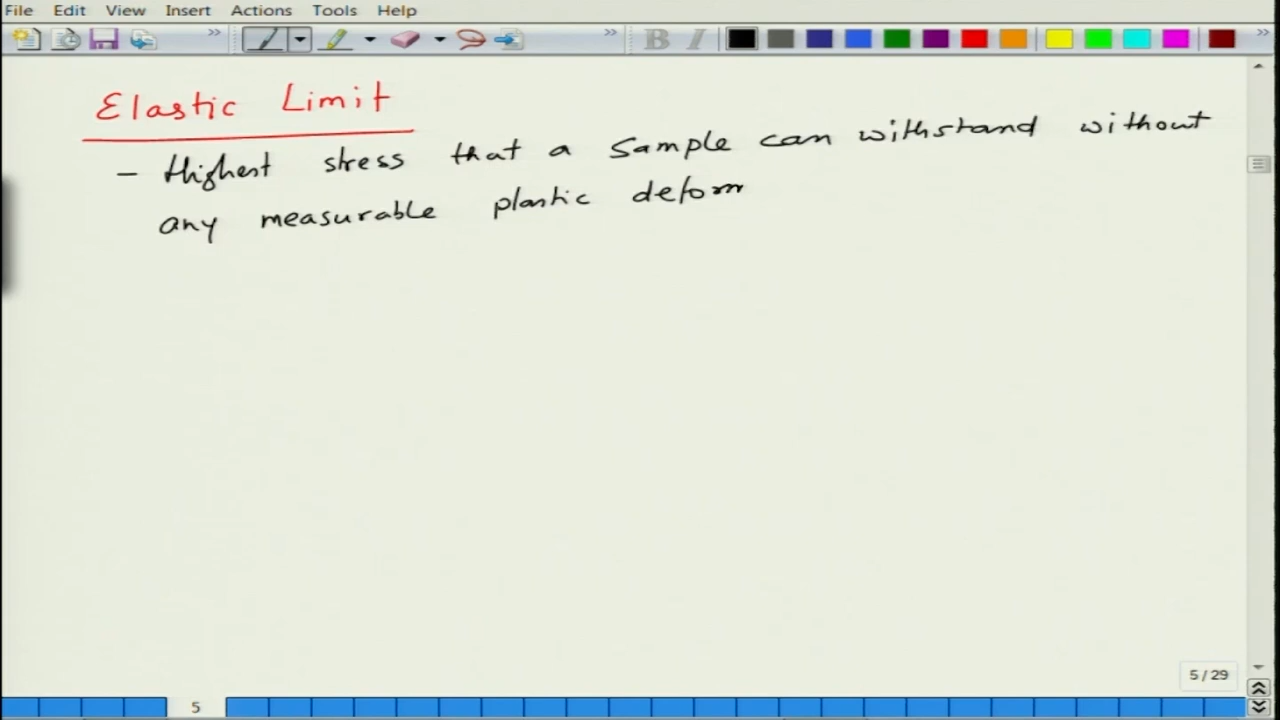 File Edit View Insert Actions Tools Help
B I
Elastic Limit
- Highest stress that a sample can withstand without
any measurable plastic deform
5 / 29
5